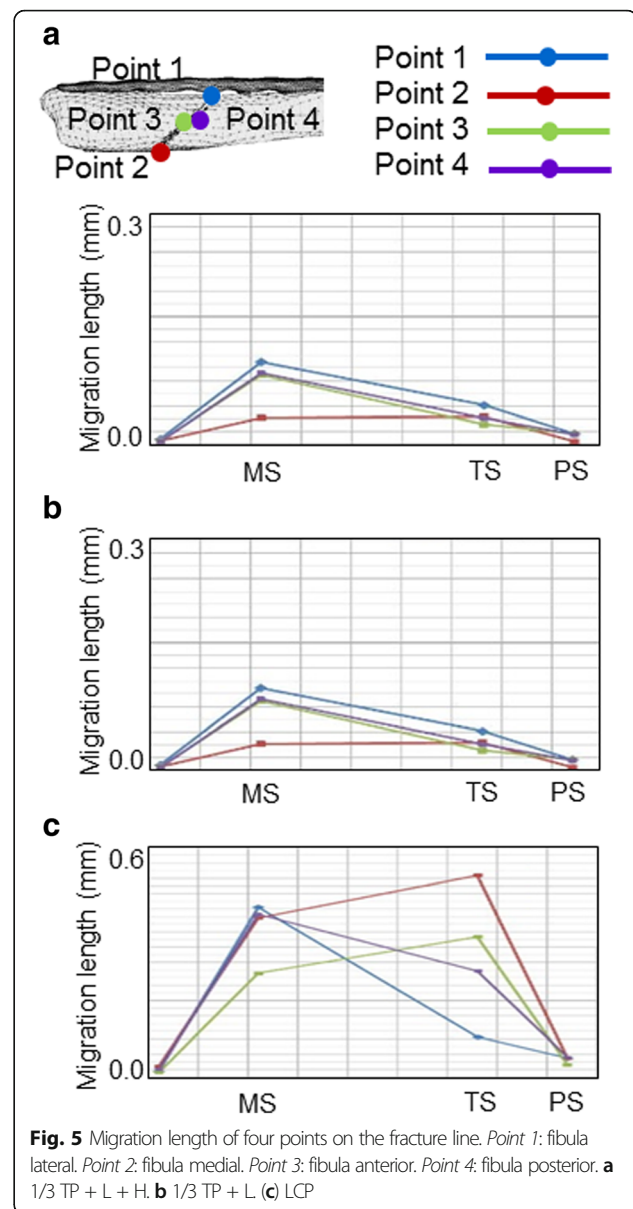 a
Point 1
Point 3
Point 4
Point 2
Point 1
Point 2
Point 3
Point 4
Migration length (mm)
0.3
0.0
MS
TS
PS
b
Migration length (mm)
0.3
0.0
MS
TS
PS
c
Migration length (mm)
0.6
0.0
MS
TS
PS
Fig. 5 Migration length of four points on the fracture line. Point 1: fibula
lateral. Point 2: fibula medial. Point 3: fibula anterior. Point 4: fibula posterior. a
1/3 TP + L + H. b 1/3 TP + L. (c) LCP